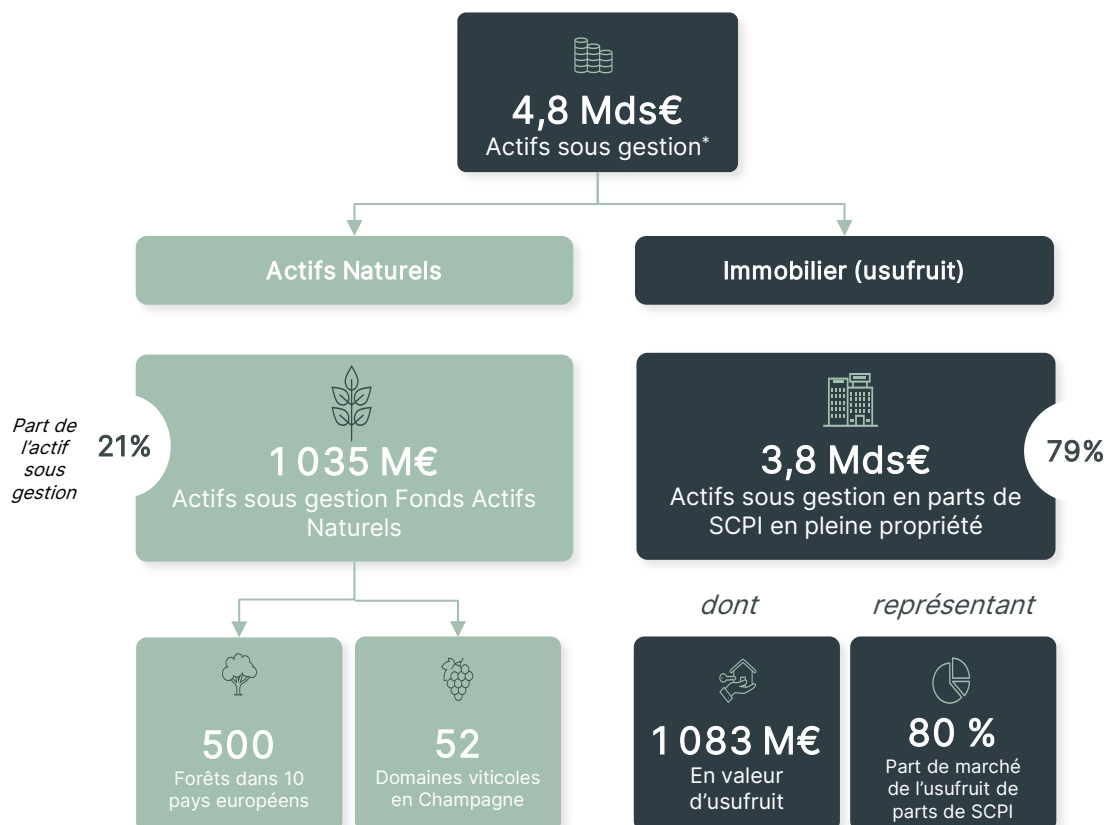 4,8 Mds€
Actifs sous gestion*
Actifs Naturels
Immobilier (usufruit)
Part de
l'actif
sous
gestion
21%
1 035 M€
Actifs sous gestion Fonds Actifs
Naturels
3,8 Mds€
Actifs sous gestion en parts de
SCPI en pleine propriété
79%
dont
représentant
500
Forêts dans 10
pays européens
52
Domaines viticoles
en Champagne
1 083 M€
En valeur
d'usufruit
80 %
Part de marché
de l'usufruit de
parts de SCPI